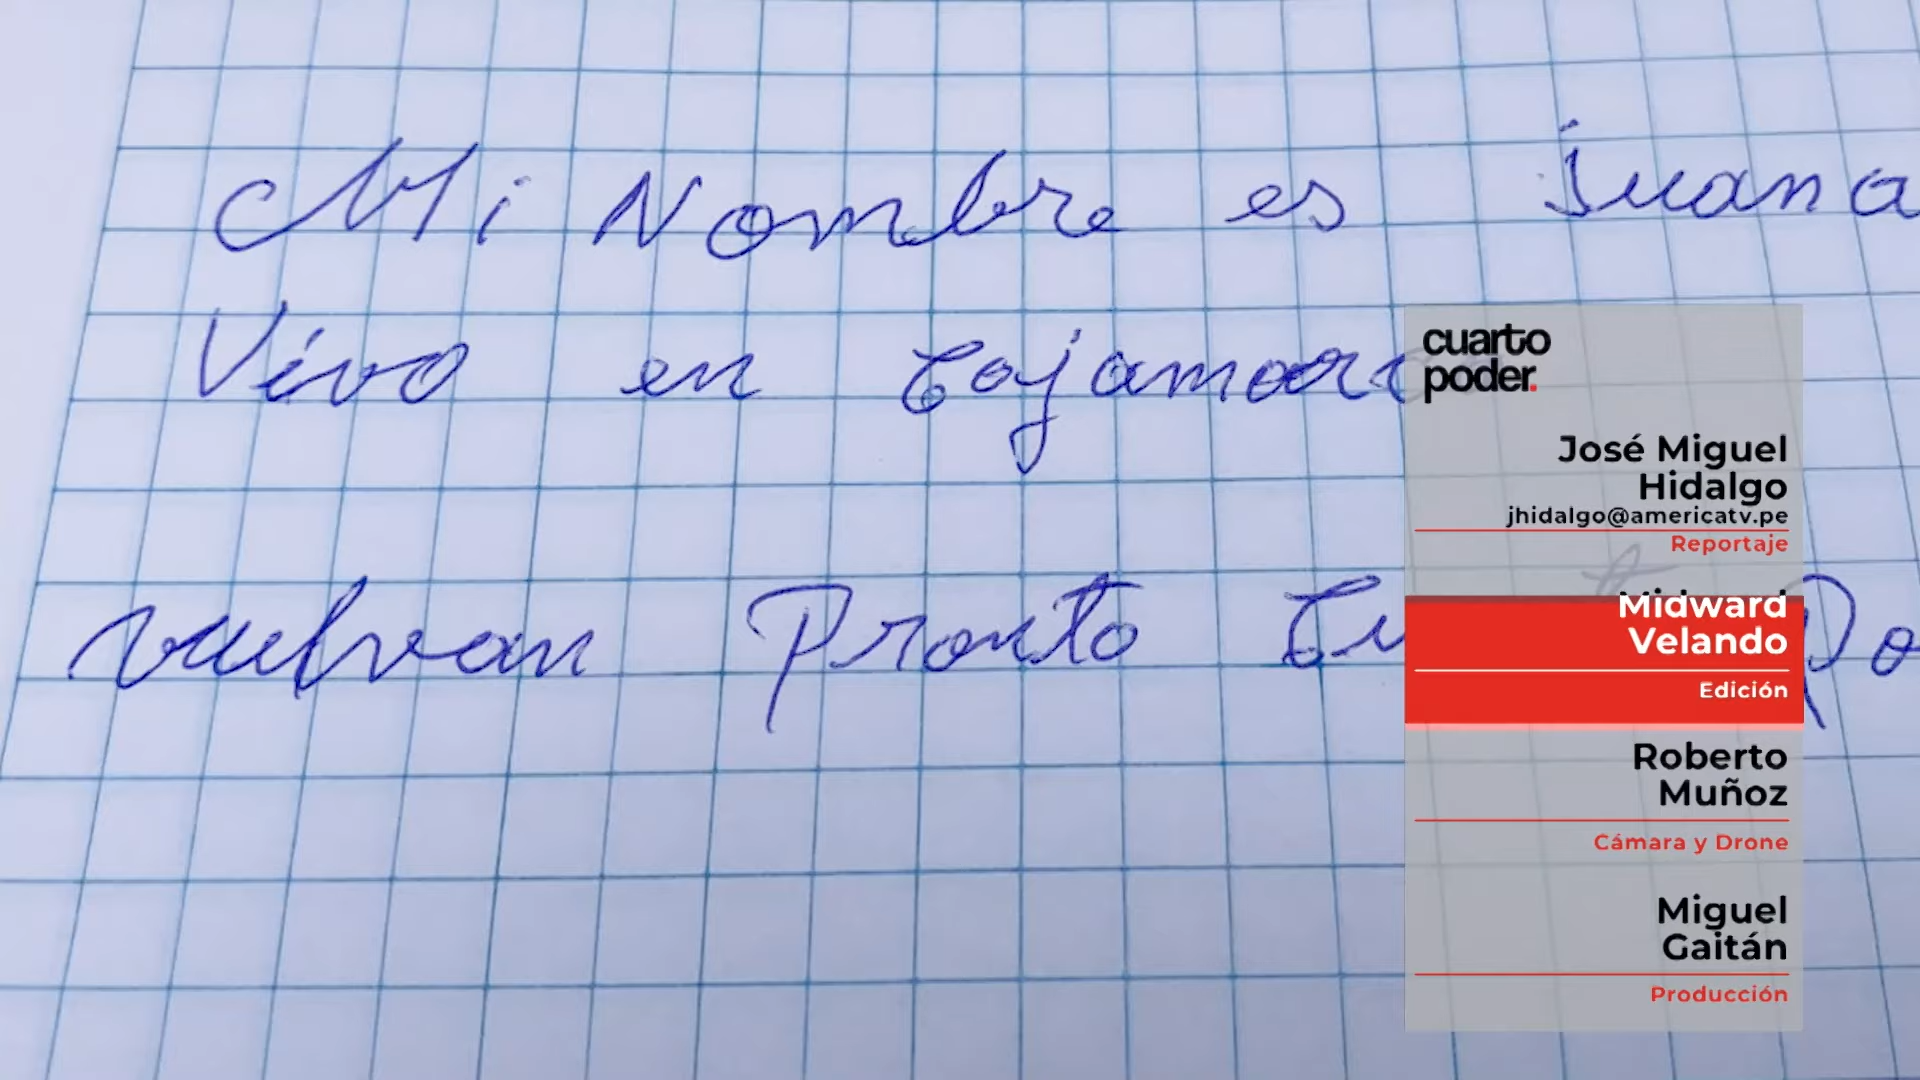 Mi Nombre es Juana
Vivo en Cajamarca
vuelvan Pronto
cuarto
poder.
José Miguel
Hidalgo
jhidalgo@americatv.pe
Reportaje
Midward
Velando
Edición
Roberto
Muñoz
Cámara y Drone
Miguel
Gaitán
Producción